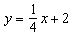 y = 1/4 x + 2